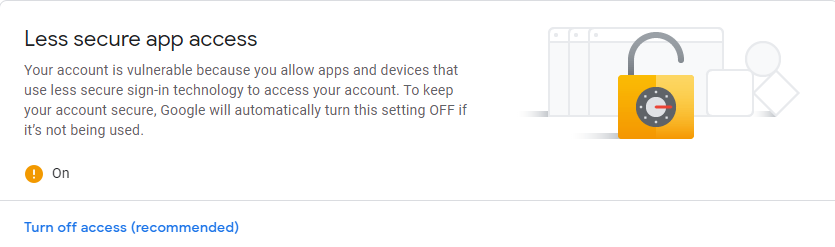 Less secure app access
Your account is vulnerable because you allow apps and devices that
use less secure sign-in technology to access your account. To keep
your account secure, Google will automatically turn this setting OFF if
it's not being used.
On
Turn off access (recommended)